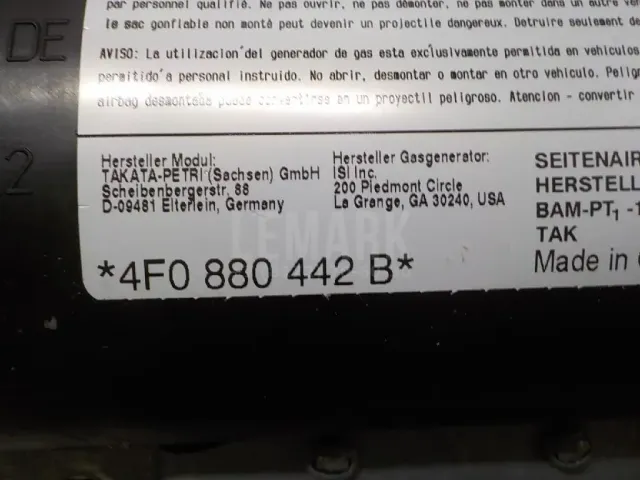 DE
2
par personnel qualifié. Ne pas ouvrir, ne pas démonter, ne pas monter dans un autre
le sac gonflable non monté peut devenir un projectile dangereux. Detruire seulement
AVISO: La utilizacion del generador de gas esta exclusivamente permitida en vehiculos
permitido a personal instruido. No abrir, desmontar o montar en otro vehiculo.
airbag desmontada puede convertirse en un proyectil peligroso. Atencion - convertir
Hersteller Modul:
TAKATA-PETRI (Sachsen) GmbH
Scheibenbergerstr. 88
D-09481 Elterlein, Germany
Hersteller Gasgenerator:
ISI Inc.
200 Piedmont Circle
La Grange, GA 30240, USA
SEITENAIR
HERSTELL
BAM-PT₁ -1
TAK
Made in
LEMARK
*4F0 880 442 B*